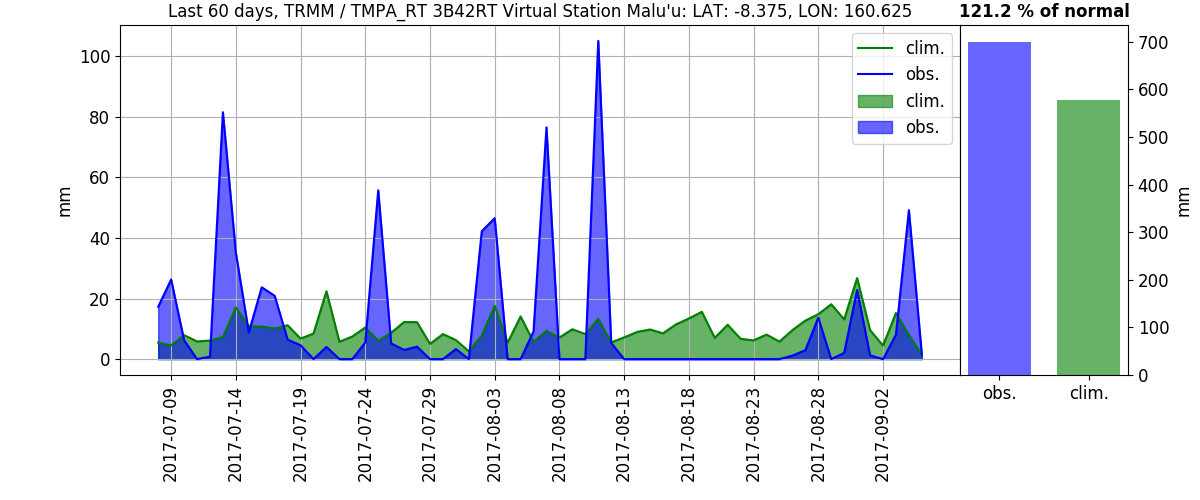 Last 60 days, TRMM / TMPA_RT 3B42RT Virtual Station Malu'u: LAT: -8.375, LON: 160.625
121.2 % of normal
mm
100
80
60
40
20
0
clim.
obs.
clim.
obs.
2017-07-09
2017-07-14
2017-07-19
2017-07-24
2017-07-29
2017-08-03
2017-08-08
2017-08-13
2017-08-18
2017-08-23
2017-08-28
2017-09-02
obs.
clim.
700
600
500
400
300
200
100
0
mm